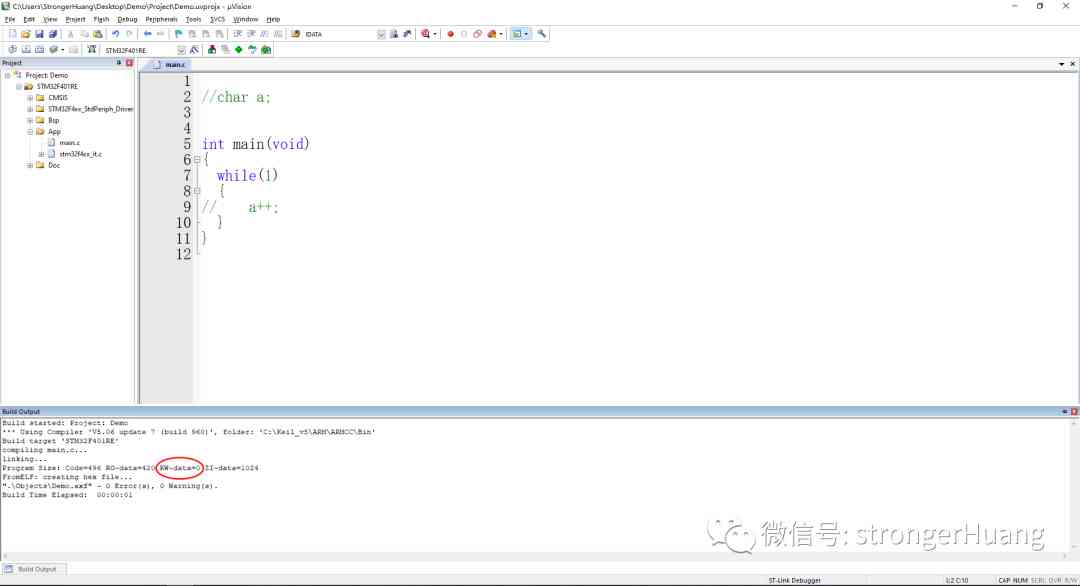 C:\Users\StrongerHuang\Desktop\Demo\Project\Demo.uvprojx - µVision
File Edit View Project Flash Debug Peripherals Tools SVCS Window Help
IDATA
STM32F401RE
Project
Project: Demo
STM32F401RE
CMSIS
STM32F4xx_StdPeriph_Driver
Bsp
App
main.c
stm32f4xx_it.c
Doc
main.c
1
2 //char a;
3
4
5 int main(void)
6 {
7 while(1)
8 {
9 // a++;
10 }
11 }
12
Build Output
Build started: Project: Demo
*** Using Compiler 'V5.06 update 7 (build 960)', folder: 'C:\Keil_v5\ARM\ARMCC\Bin'
Build target 'STM32F401RE'
compiling main.c...
linking...
Program Size: Code=496 RO-data=420 RW-data=0 ZI-data=1024
FromELF: creating hex file...
".\Objects\Demo.axf" - 0 Error(s), 0 Warning(s).
Build Time Elapsed: 00:00:01
微信号: strongerHuang
Build Output
ST-Link Debugger L:2 C:10 CAP NUM SCRL OVR R/W